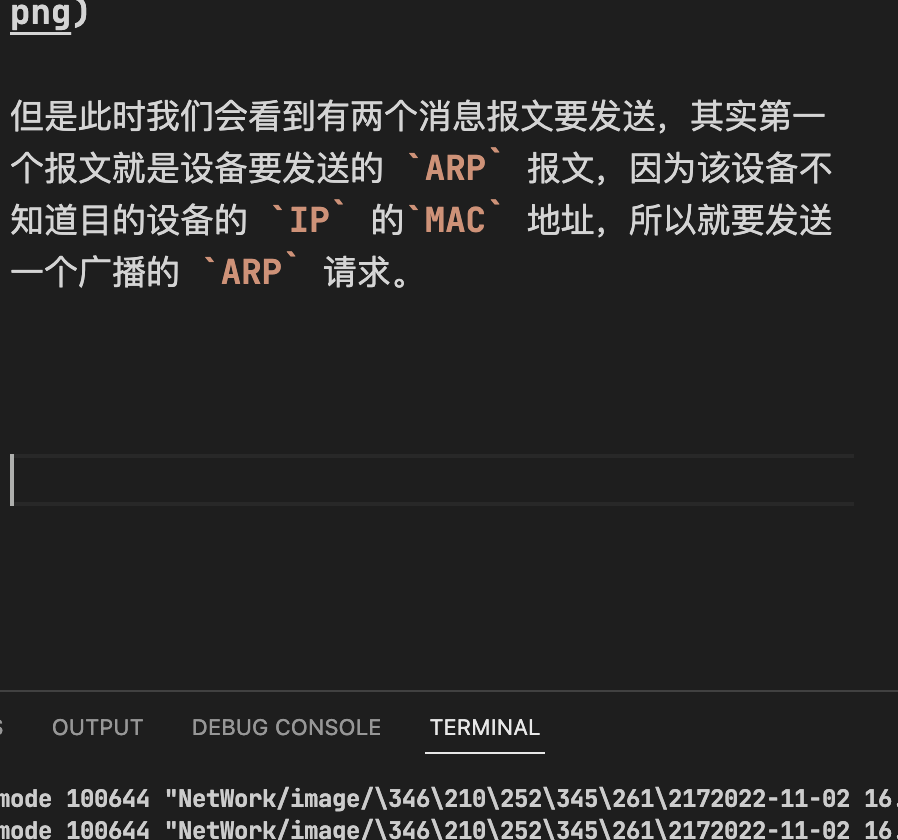 png)
但是此时我们会看到有两个消息报文要发送，其实第一
个报文就是设备要发送的 `ARP` 报文，因为该设备不
知道目的设备的 `IP` 的`MAC` 地址，所以就要发送
一个广播的 `ARP` 请求。
S OUTPUT DEBUG CONSOLE TERMINAL
mode 100644 "NetWork/image/\346\210\252\345\261\2172022-11-02 16.
mode 100644 "NetWork/image/\346\210\252\345\261\2172022-11-02 16.